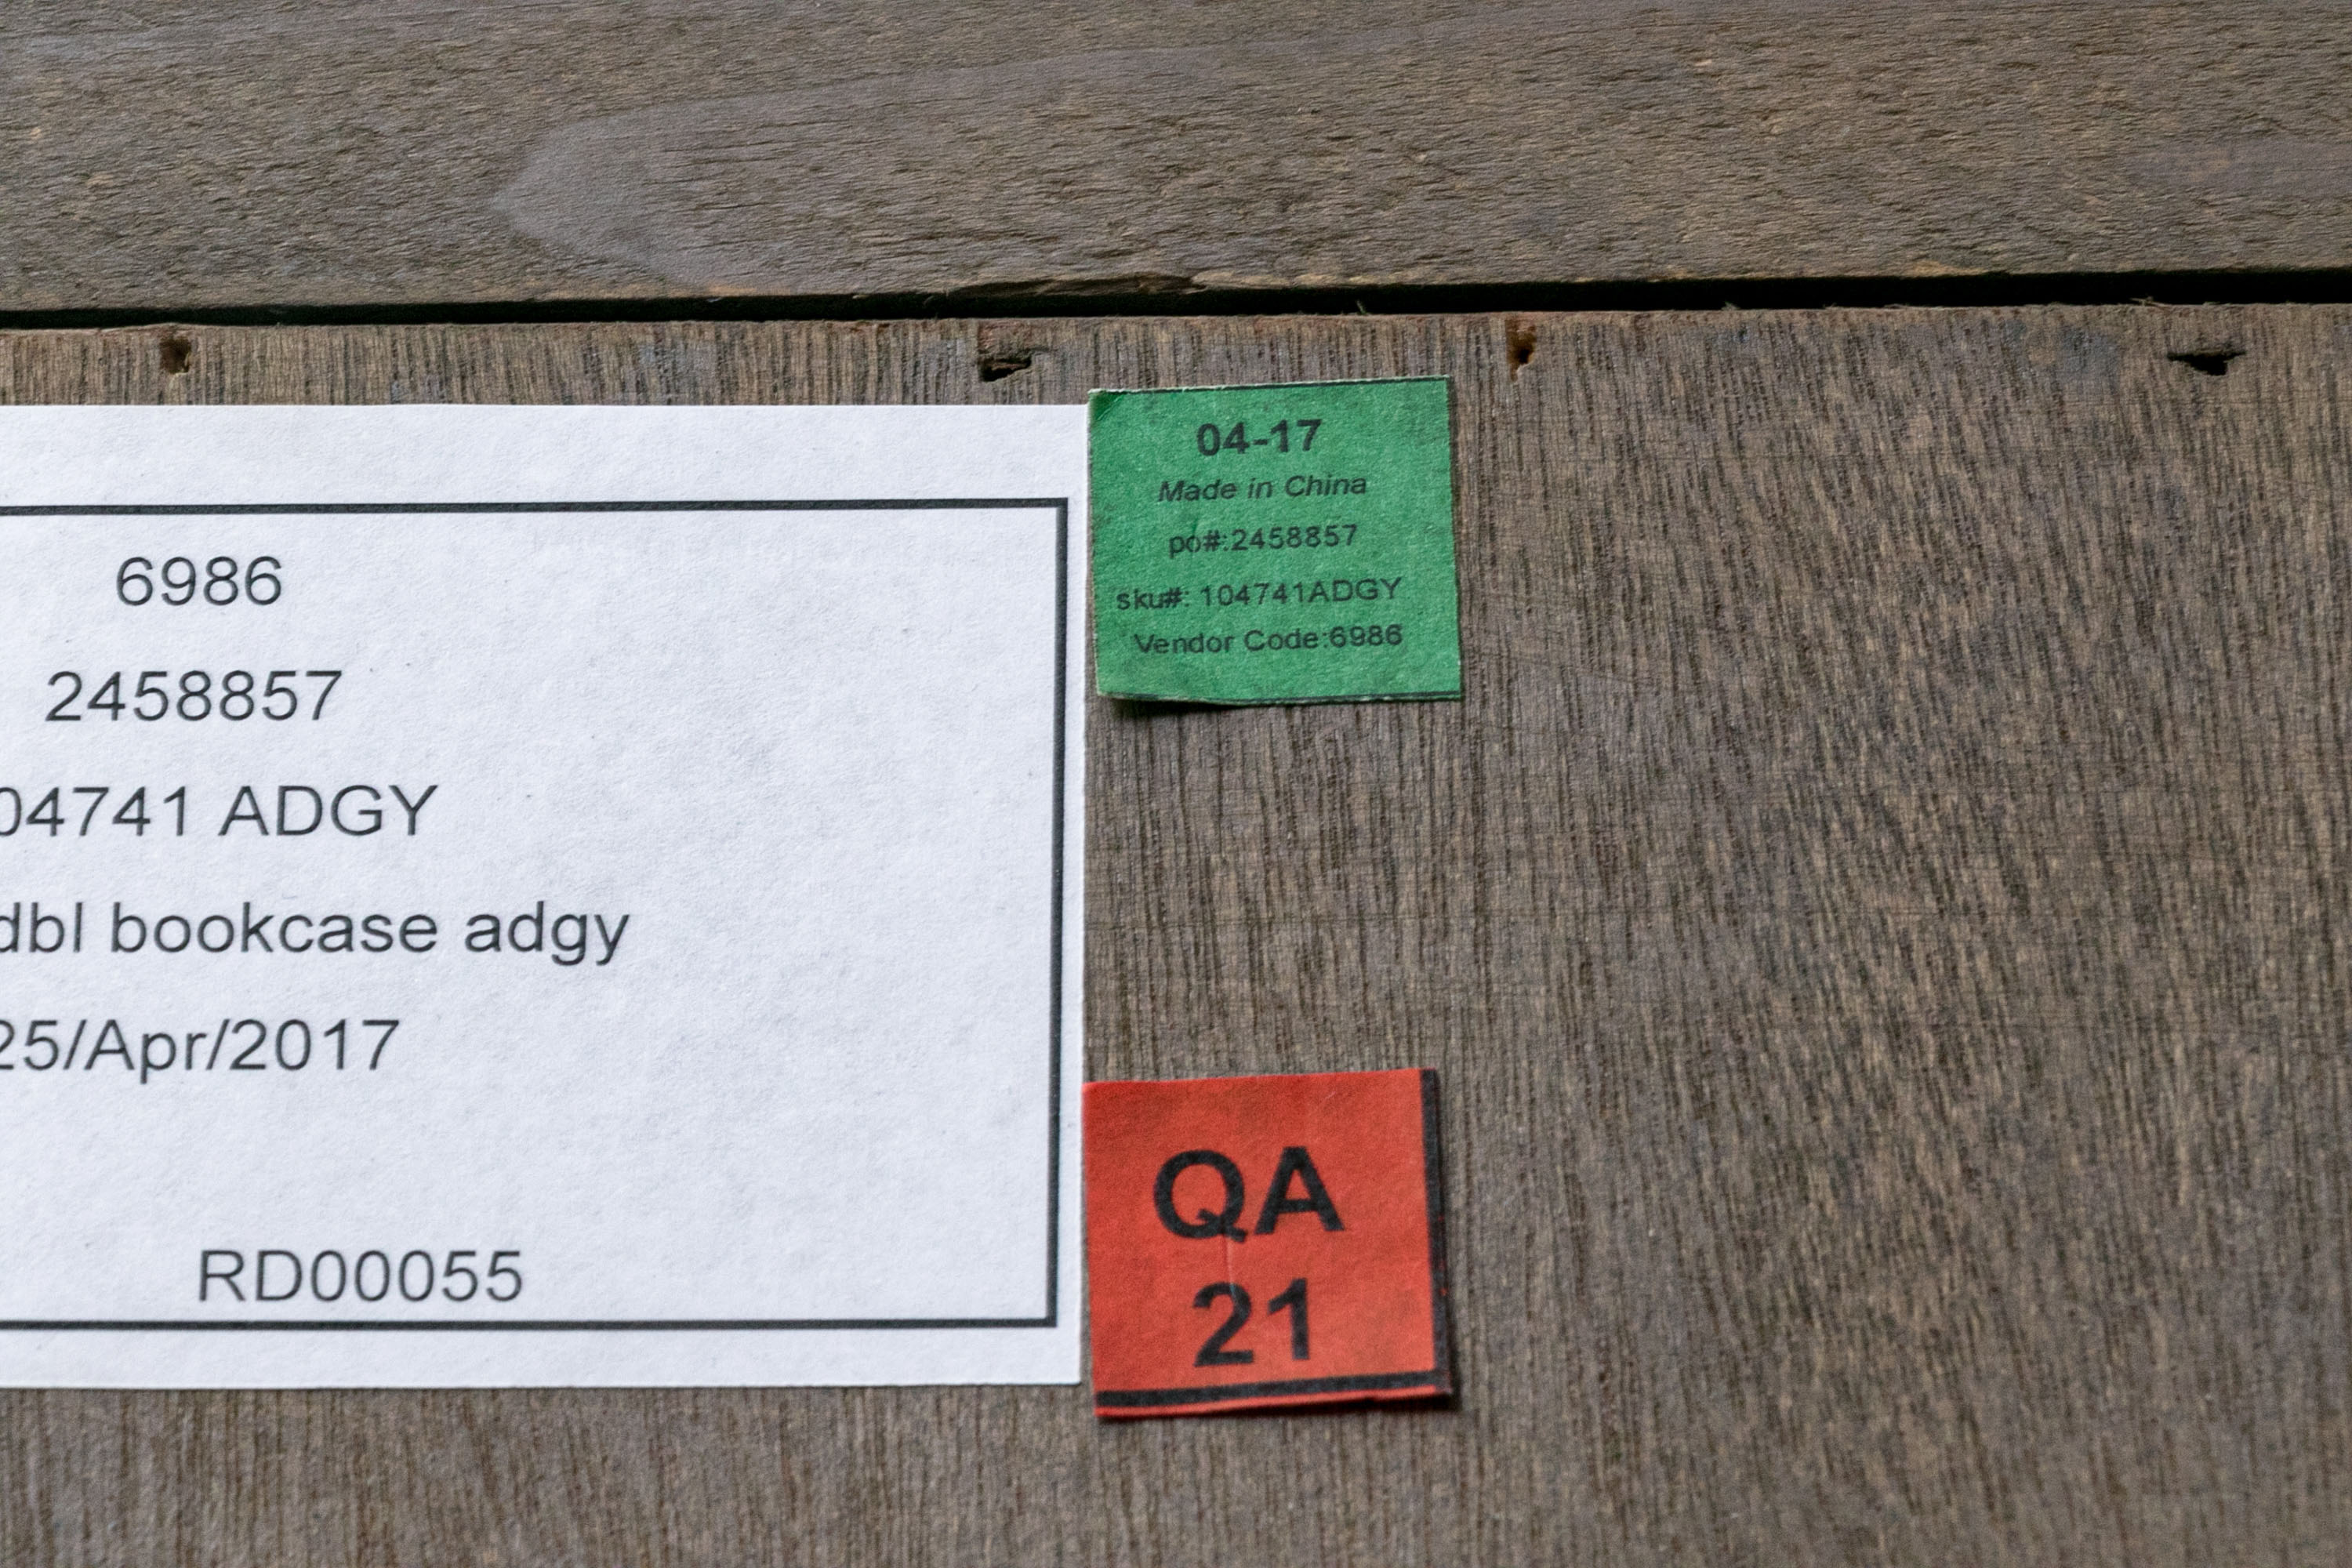 6986
2458857
04741 ADGY
dbl bookcase adgy
25/Apr/2017
RD00055
04-17
Made in China
po#:2458857
sku#: 104741ADGY
Vendor Code:6986
QA
21